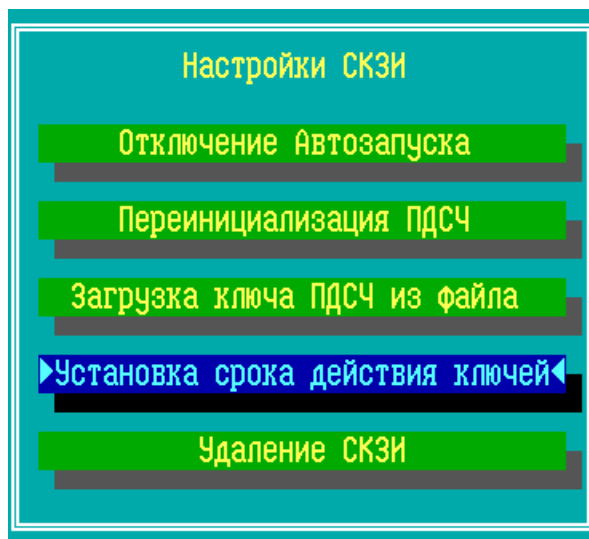 Настройки СКЗИ
Отключение Автозапуска
Переинициализация ПДСЧ
Загрузка ключа ПДСЧ из файла
Установка срока действия ключей
Удаление СКЗИ